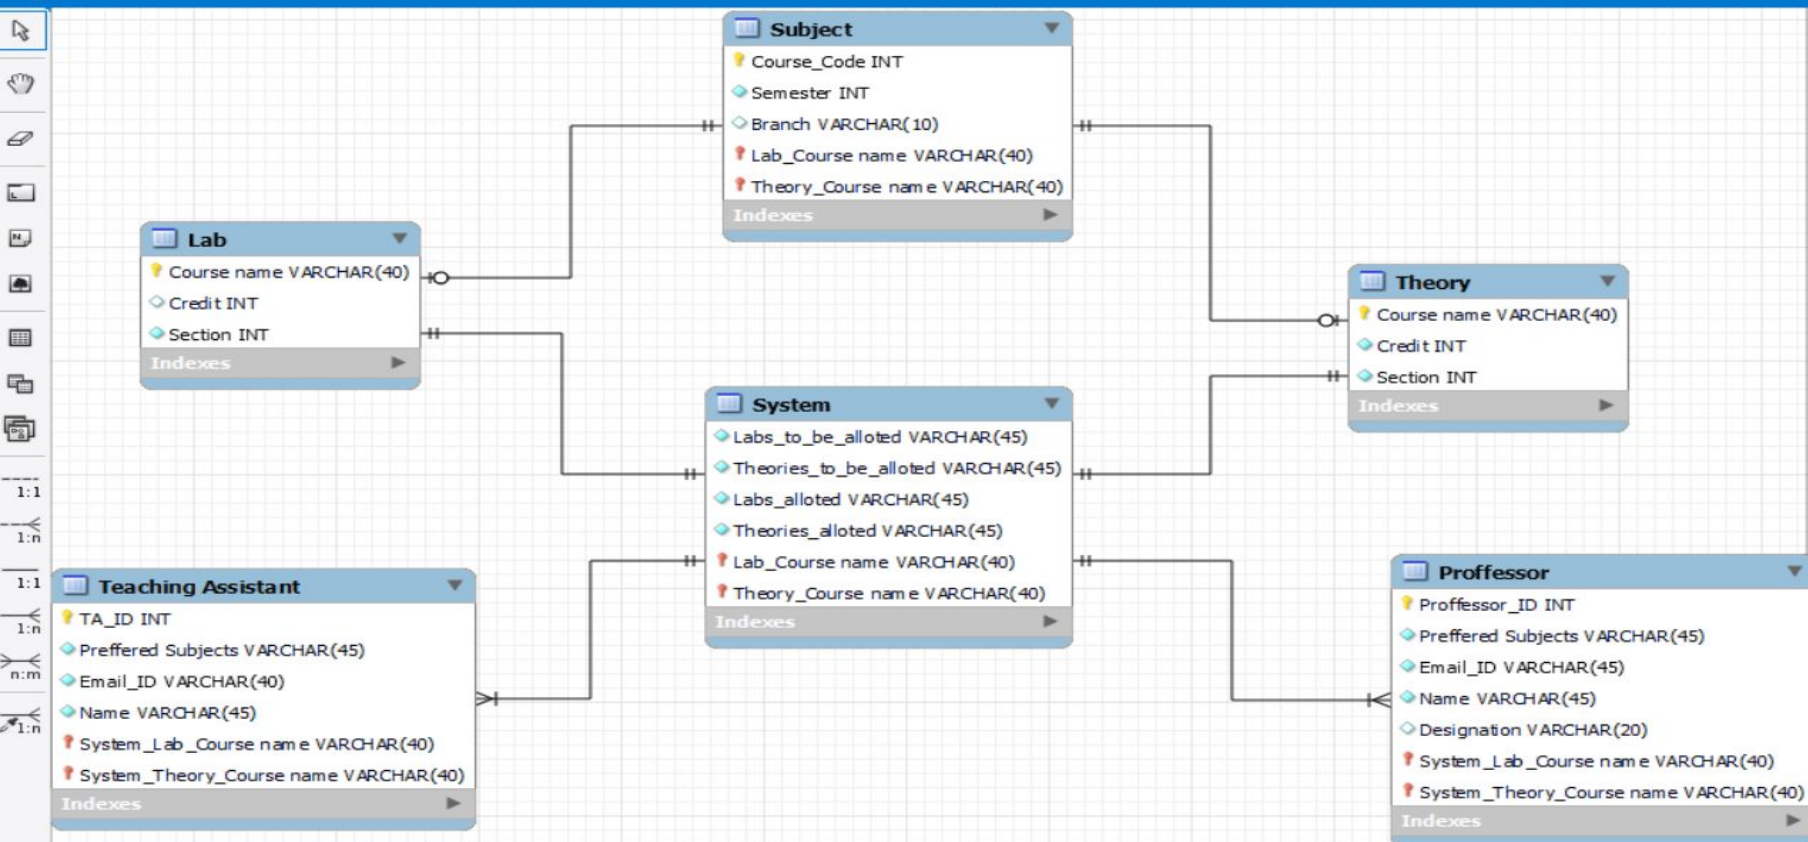 Subject
Course_Code INT
Semester INT
Branch VARCHAR(10)
Lab_Course name VARCHAR(40)
Theory_Course name VARCHAR(40)
Indexes
Lab
Course name VARCHAR(40)
Credit INT
Section INT
Indexes
Theory
Course name VARCHAR(40)
Credit INT
Section INT
Indexes
System
Labs_to_be_alloted VARCHAR(45)
Theories_to_be_alloted VARCHAR(45)
Labs_alloted VARCHAR(45)
Theories_alloted VARCHAR(45)
Lab_Course name VARCHAR(40)
Theory_Course name VARCHAR(40)
Indexes
Teaching Assistant
TA_ID INT
Preffered Subjects VARCHAR(45)
Email_ID VARCHAR(40)
Name VARCHAR(45)
System_Lab_Course name VARCHAR(40)
System_Theory_Course name VARCHAR(40)
Indexes
Proffessor
Proffessor_ID INT
Preffered Subjects VARCHAR(45)
Email_ID VARCHAR(45)
Name VARCHAR(45)
Designation VARCHAR(20)
System_Lab_Course name VARCHAR(40)
System_Theory_Course name VARCHAR(40)
Indexes
1:1
1:n
1:1
1:n
n:m
1:n